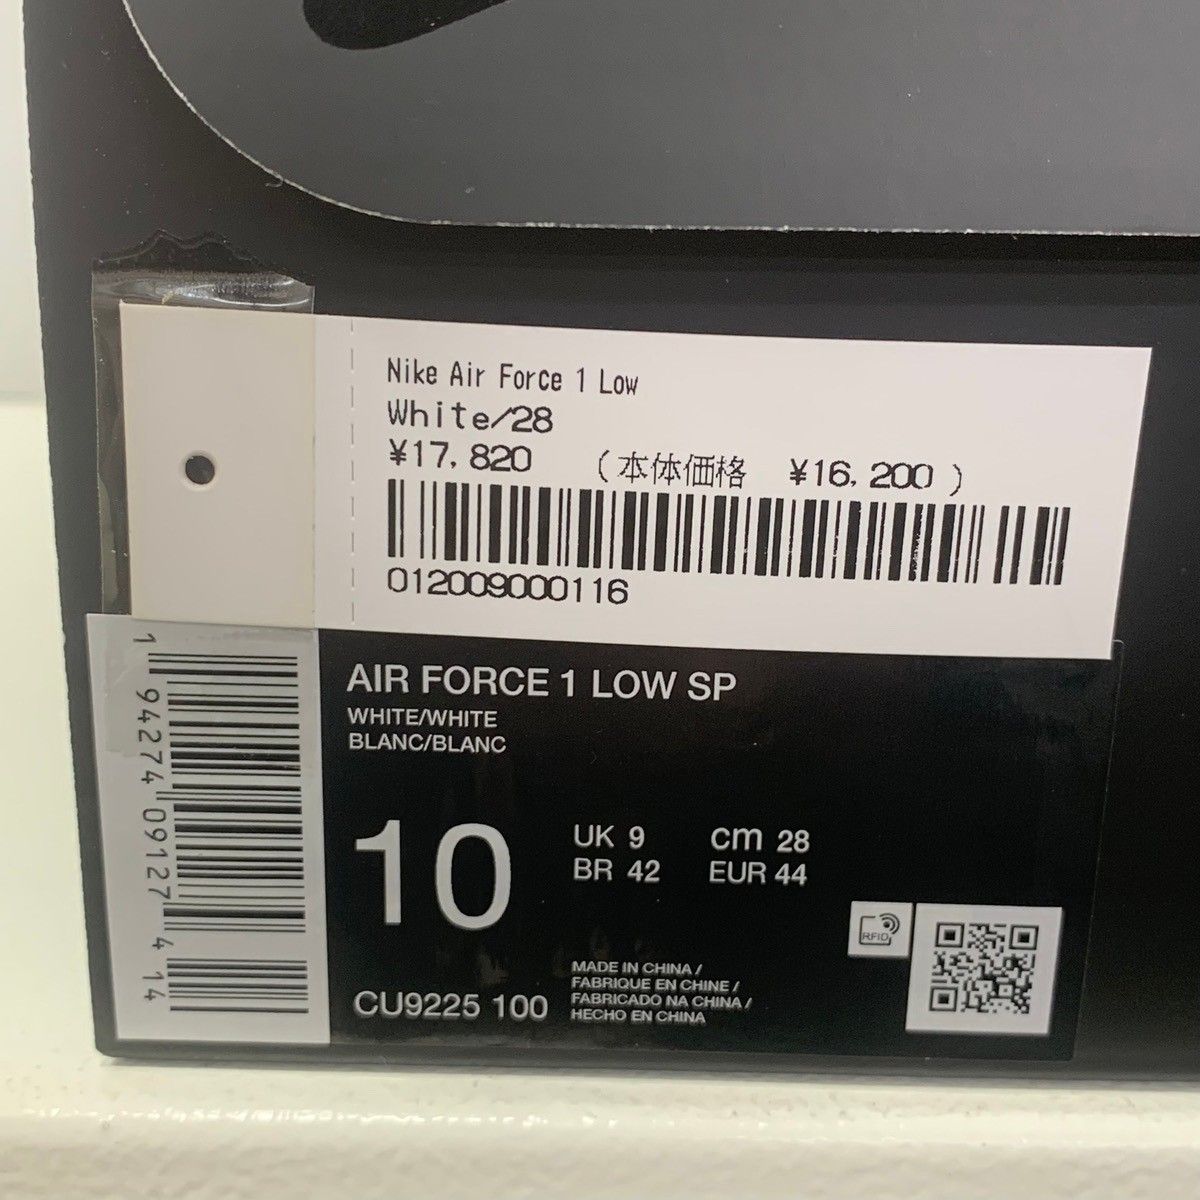 Nike Air Force 1 Low
White/28
¥17,820 (本体価格 ¥16,200)
012009000116
AIR FORCE 1 LOW SP
WHITE/WHITE
BLANC/BLANC
10
UK 9 cm 28
BR 42 EUR 44
RFID
CU9225 100
MADE IN CHINA /
FABRIQUE EN CHINE /
FABRICADO NA CHINA /
HECHO EN CHINA
1 94274 09127 4 14